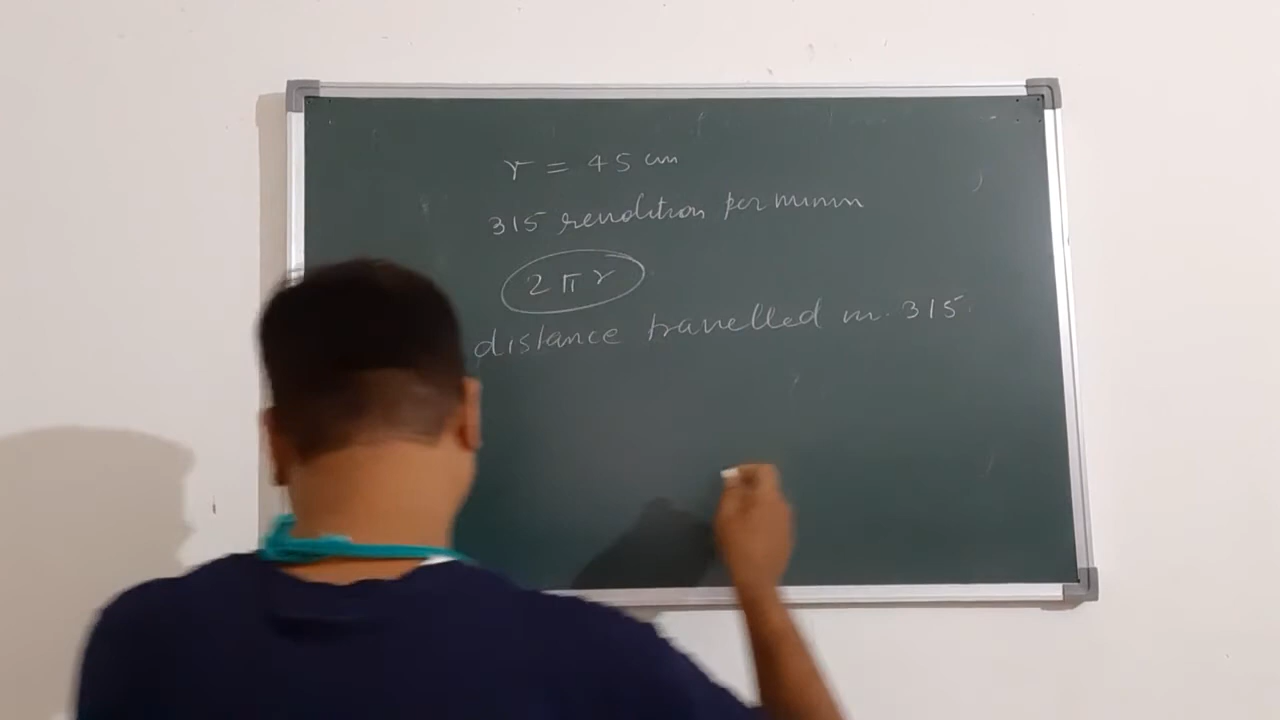 r = 45 cm
315 revolution per minn
2πr
distance travelled in 315